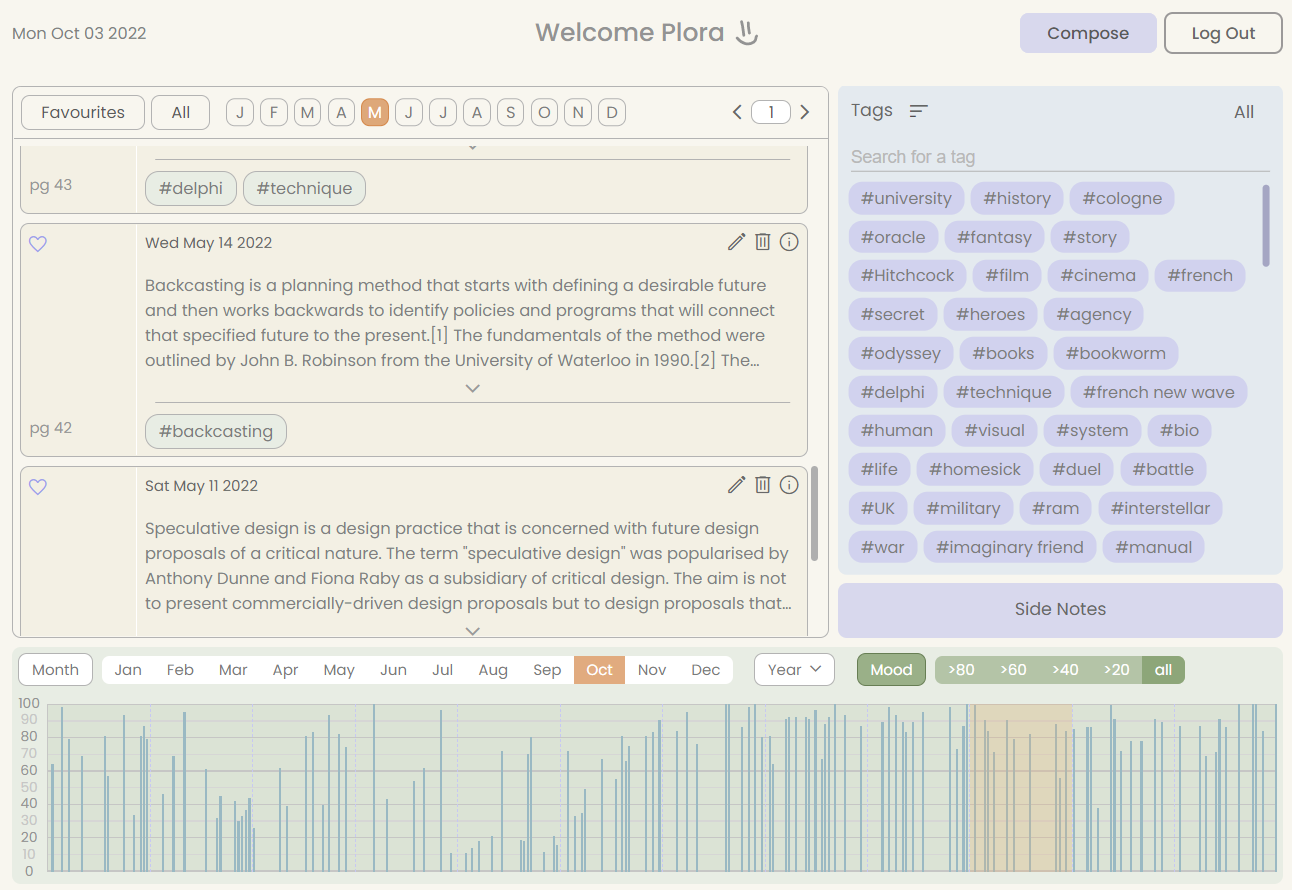 Mon Oct 03 2022
Welcome Plora
Compose
Log Out
Favourites All J F M A M J J A S O N D 1
pg 43
#delphi #technique
Wed May 14 2022
Backcasting is a planning method that starts with defining a desirable future
and then works backwards to identify policies and programs that will connect
that specified future to the present.[1] The fundamentals of the method were
outlined by John B. Robinson from the University of Waterloo in 1990.[2] The...
pg 42
#backcasting
Sat May 11 2022
Speculative design is a design practice that is concerned with future design
proposals of a critical nature. The term "speculative design" was popularised by
Anthony Dunne and Fiona Raby as a subsidiary of critical design. The aim is not
to present commercially-driven design proposals but to design proposals that...
Tags All
Search for a tag
#university #history #cologne
#oracle #fantasy #story
#Hitchcock #film #cinema #french
#secret #heroes #agency
#odyssey #books #bookworm
#delphi #technique #french new wave
#human #visual #system #bio
#life #homesick #duel #battle
#UK #military #ram #interstellar
#war #imaginary friend #manual
Side Notes
Month Jan Feb Mar Apr May Jun Jul Aug Sep Oct Nov Dec Year Mood >80 >60 >40 >20 all
100
90
80
70
60
50
40
30
20
10
0